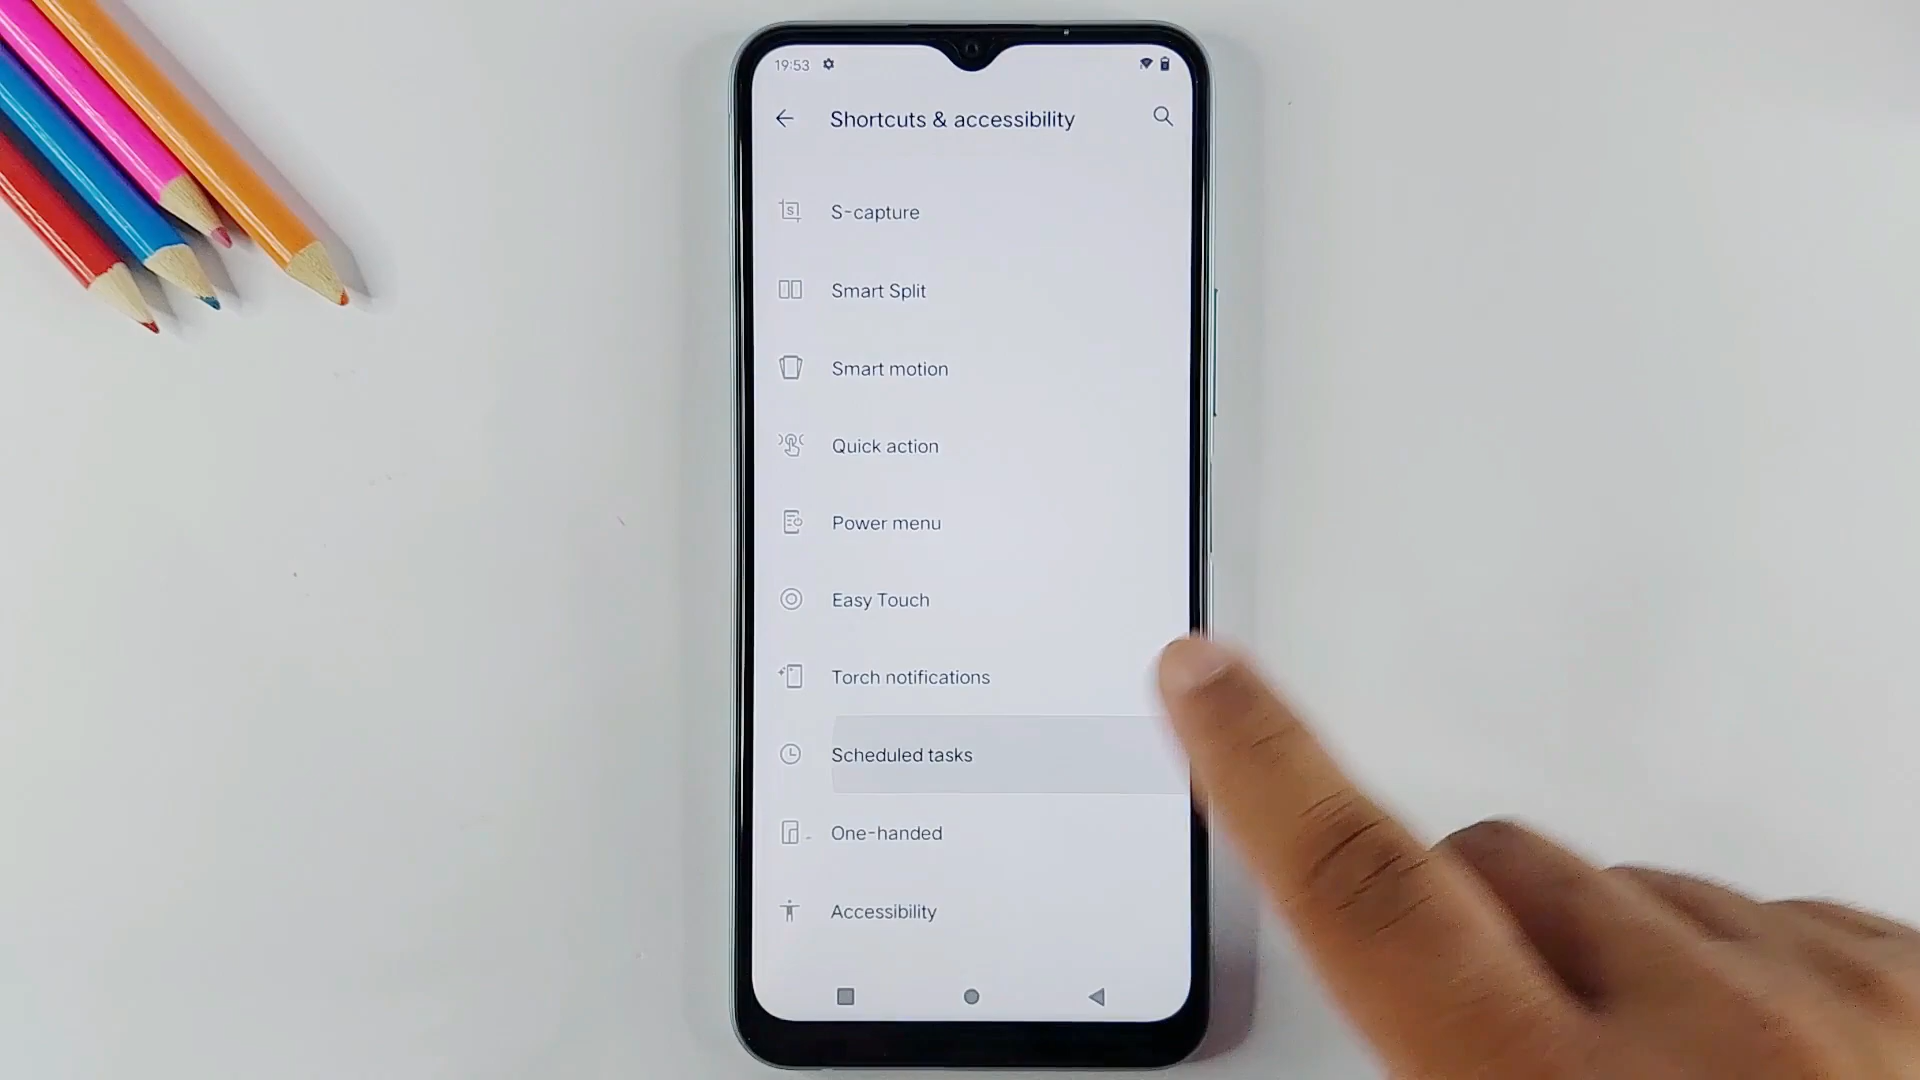 19:53
Shortcuts & accessibility
S-capture
Smart Split
Smart motion
Quick action
Power menu
Easy Touch
Torch notifications
Scheduled tasks
One-handed
Accessibility